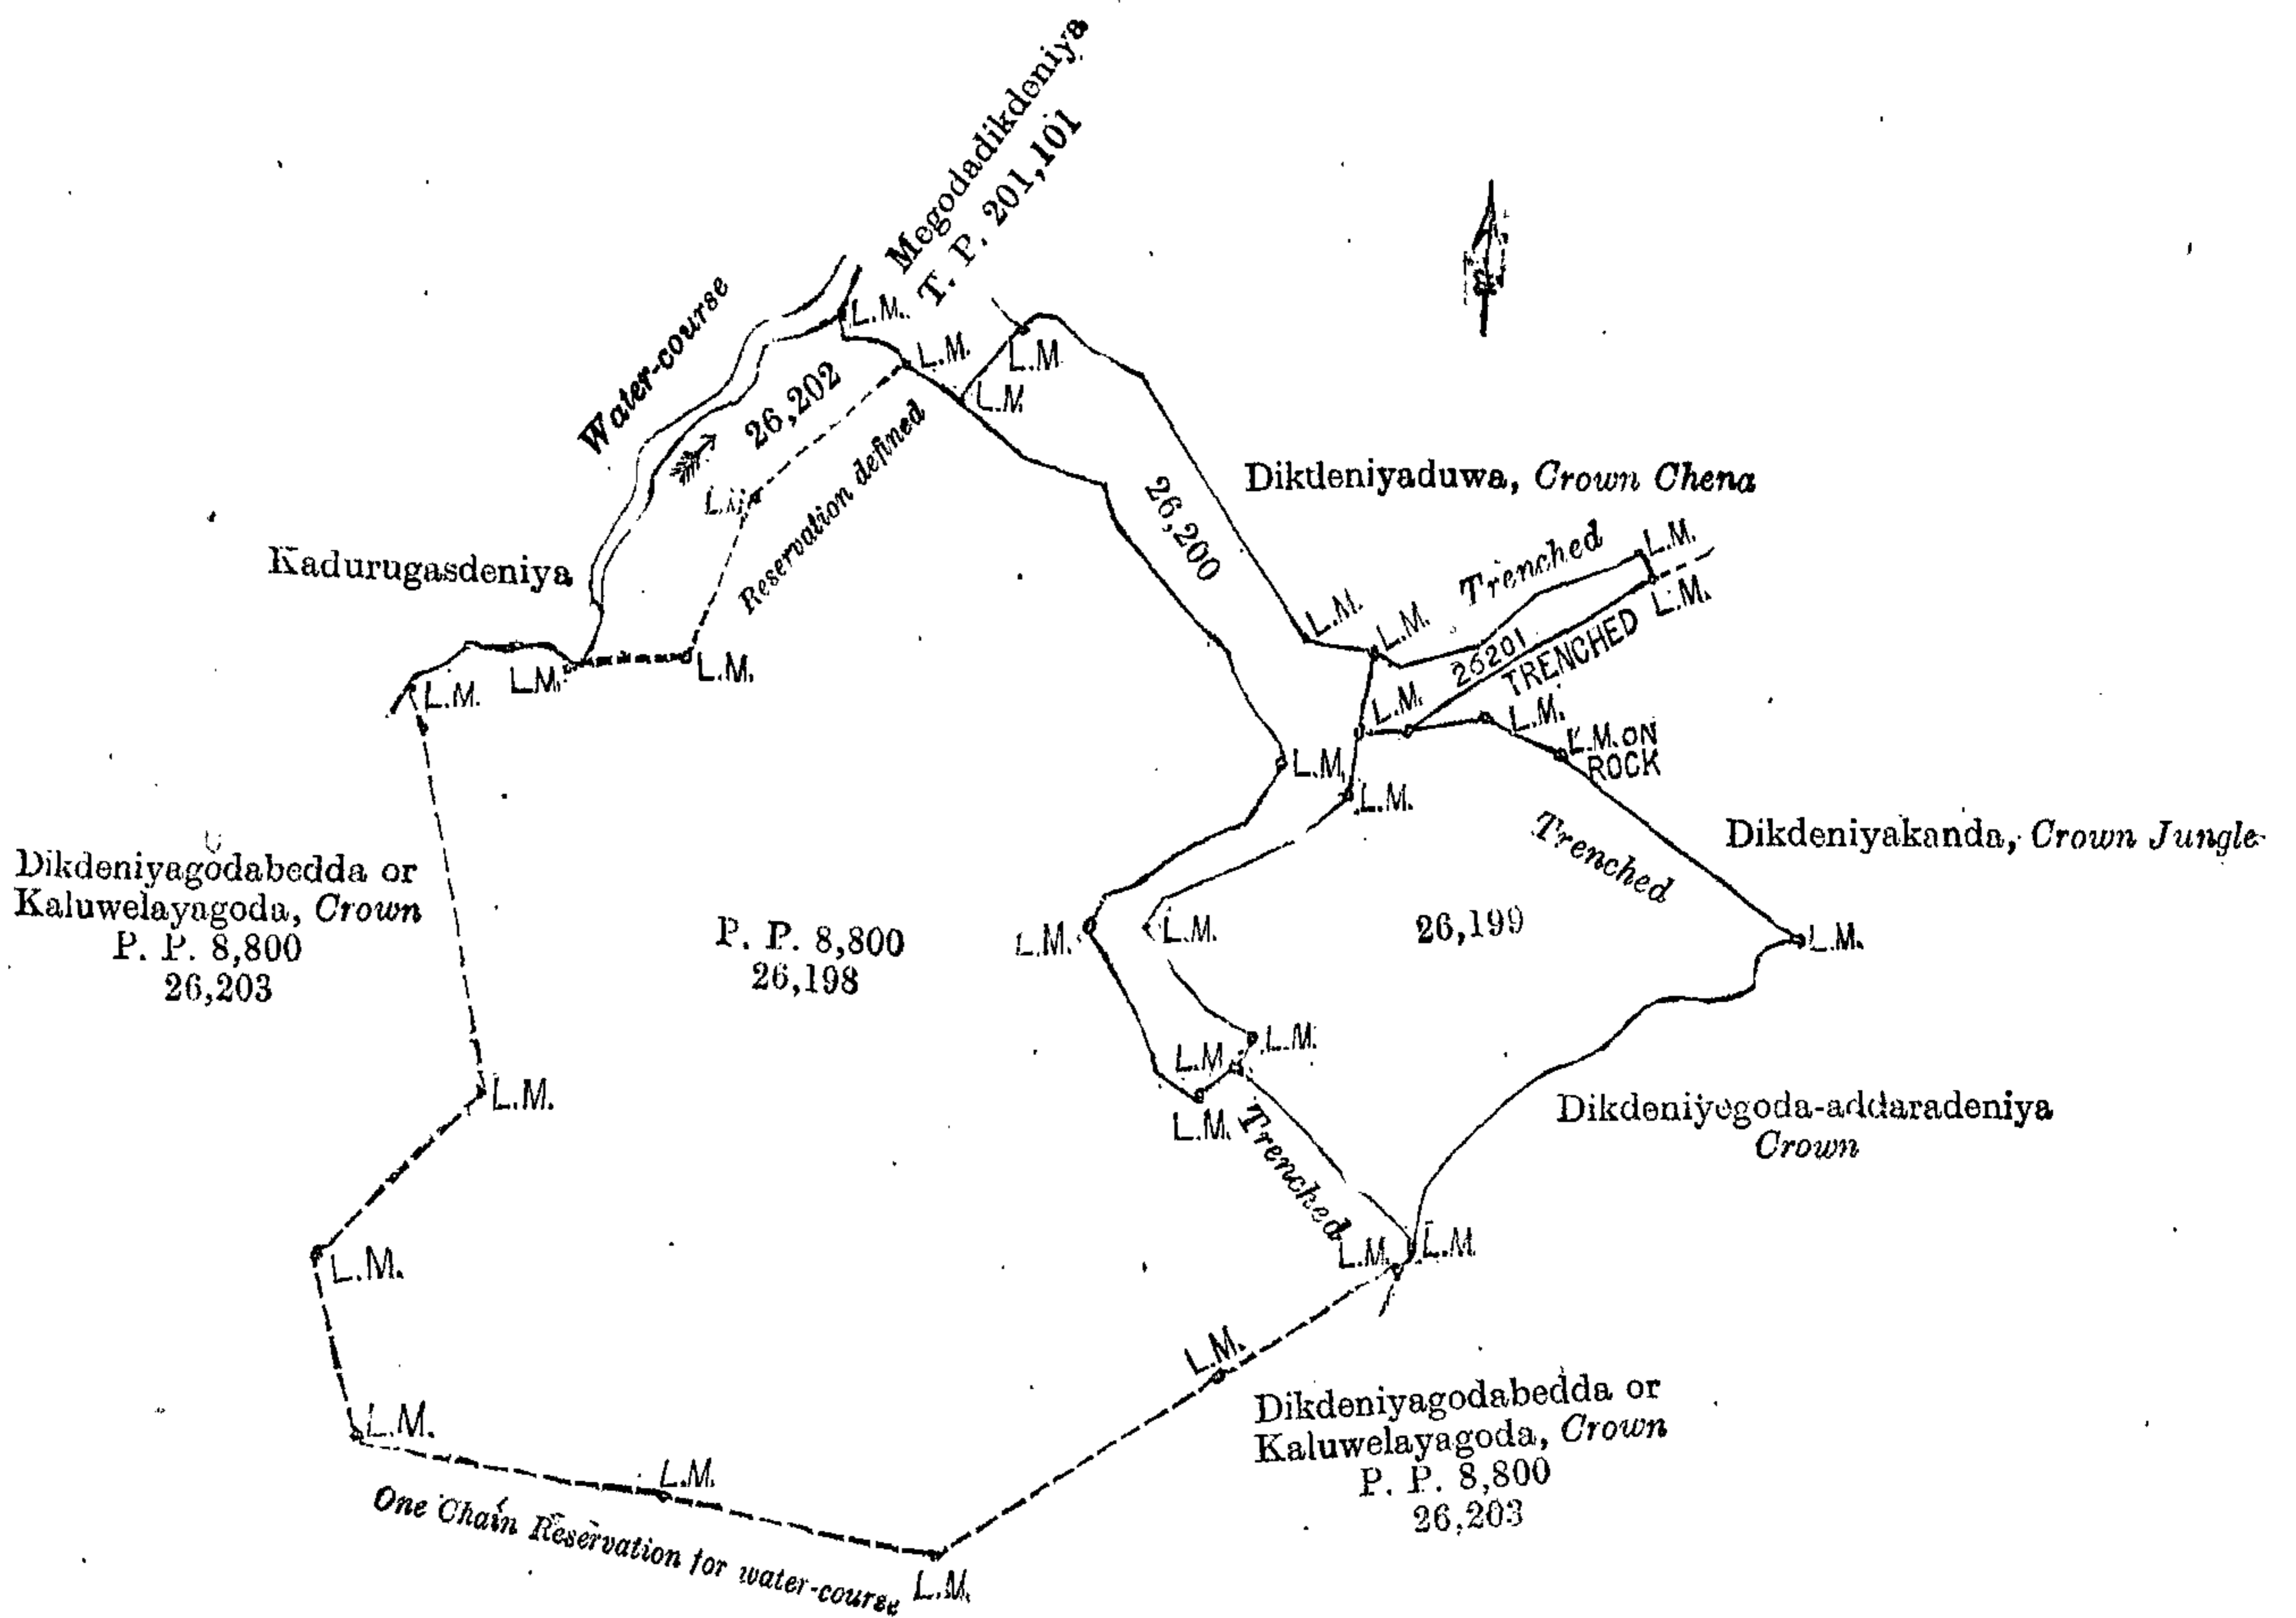 Megodadikdeniya
T. P. 201,101
Water-course
L.M.
L.M.
L.M.
L.M.
26,202
Reservation defined
26,200
Dikdeniyaduwa, Crown Chena
Kadurugasdeniya
Trenched
L.M.
L.M.
L.M.
L.M.
26201
TRENCHED
L.M.
L.M.
L.M.
L.M.
L.M.
L.M. ON
ROCK
L.M.
L.M.
Trenched
Dikdeniyakanda, Crown Jungle
Dikdeniyagodabedda or
Kaluwelayagoda, Crown
P. P. 8,800
26,203
P. P. 8,800
26,198
L.M.
L.M.
26,199
L.M.
L.M.
L.M.
L.M.
L.M.
Trenched
Dikdeniyegoda-addaradeniya
Crown
L.M.
L.M.
L.M.
L.M.
L.M.
L.M.
Dikdeniyagodabedda or
Kaluwelayagoda, Crown
P. P. 8,800
26,203
One Chain Reservation for water-course
L.M.